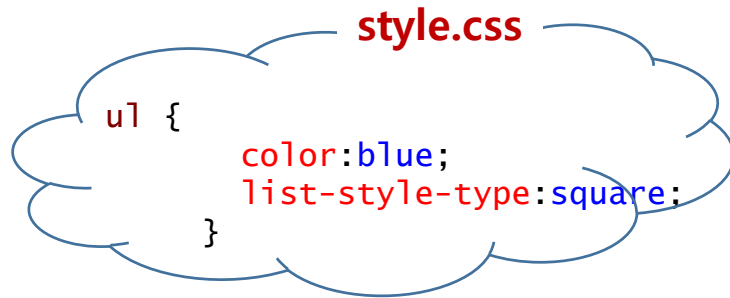 style.css
ul {
color:blue;
list-style-type:square;
}